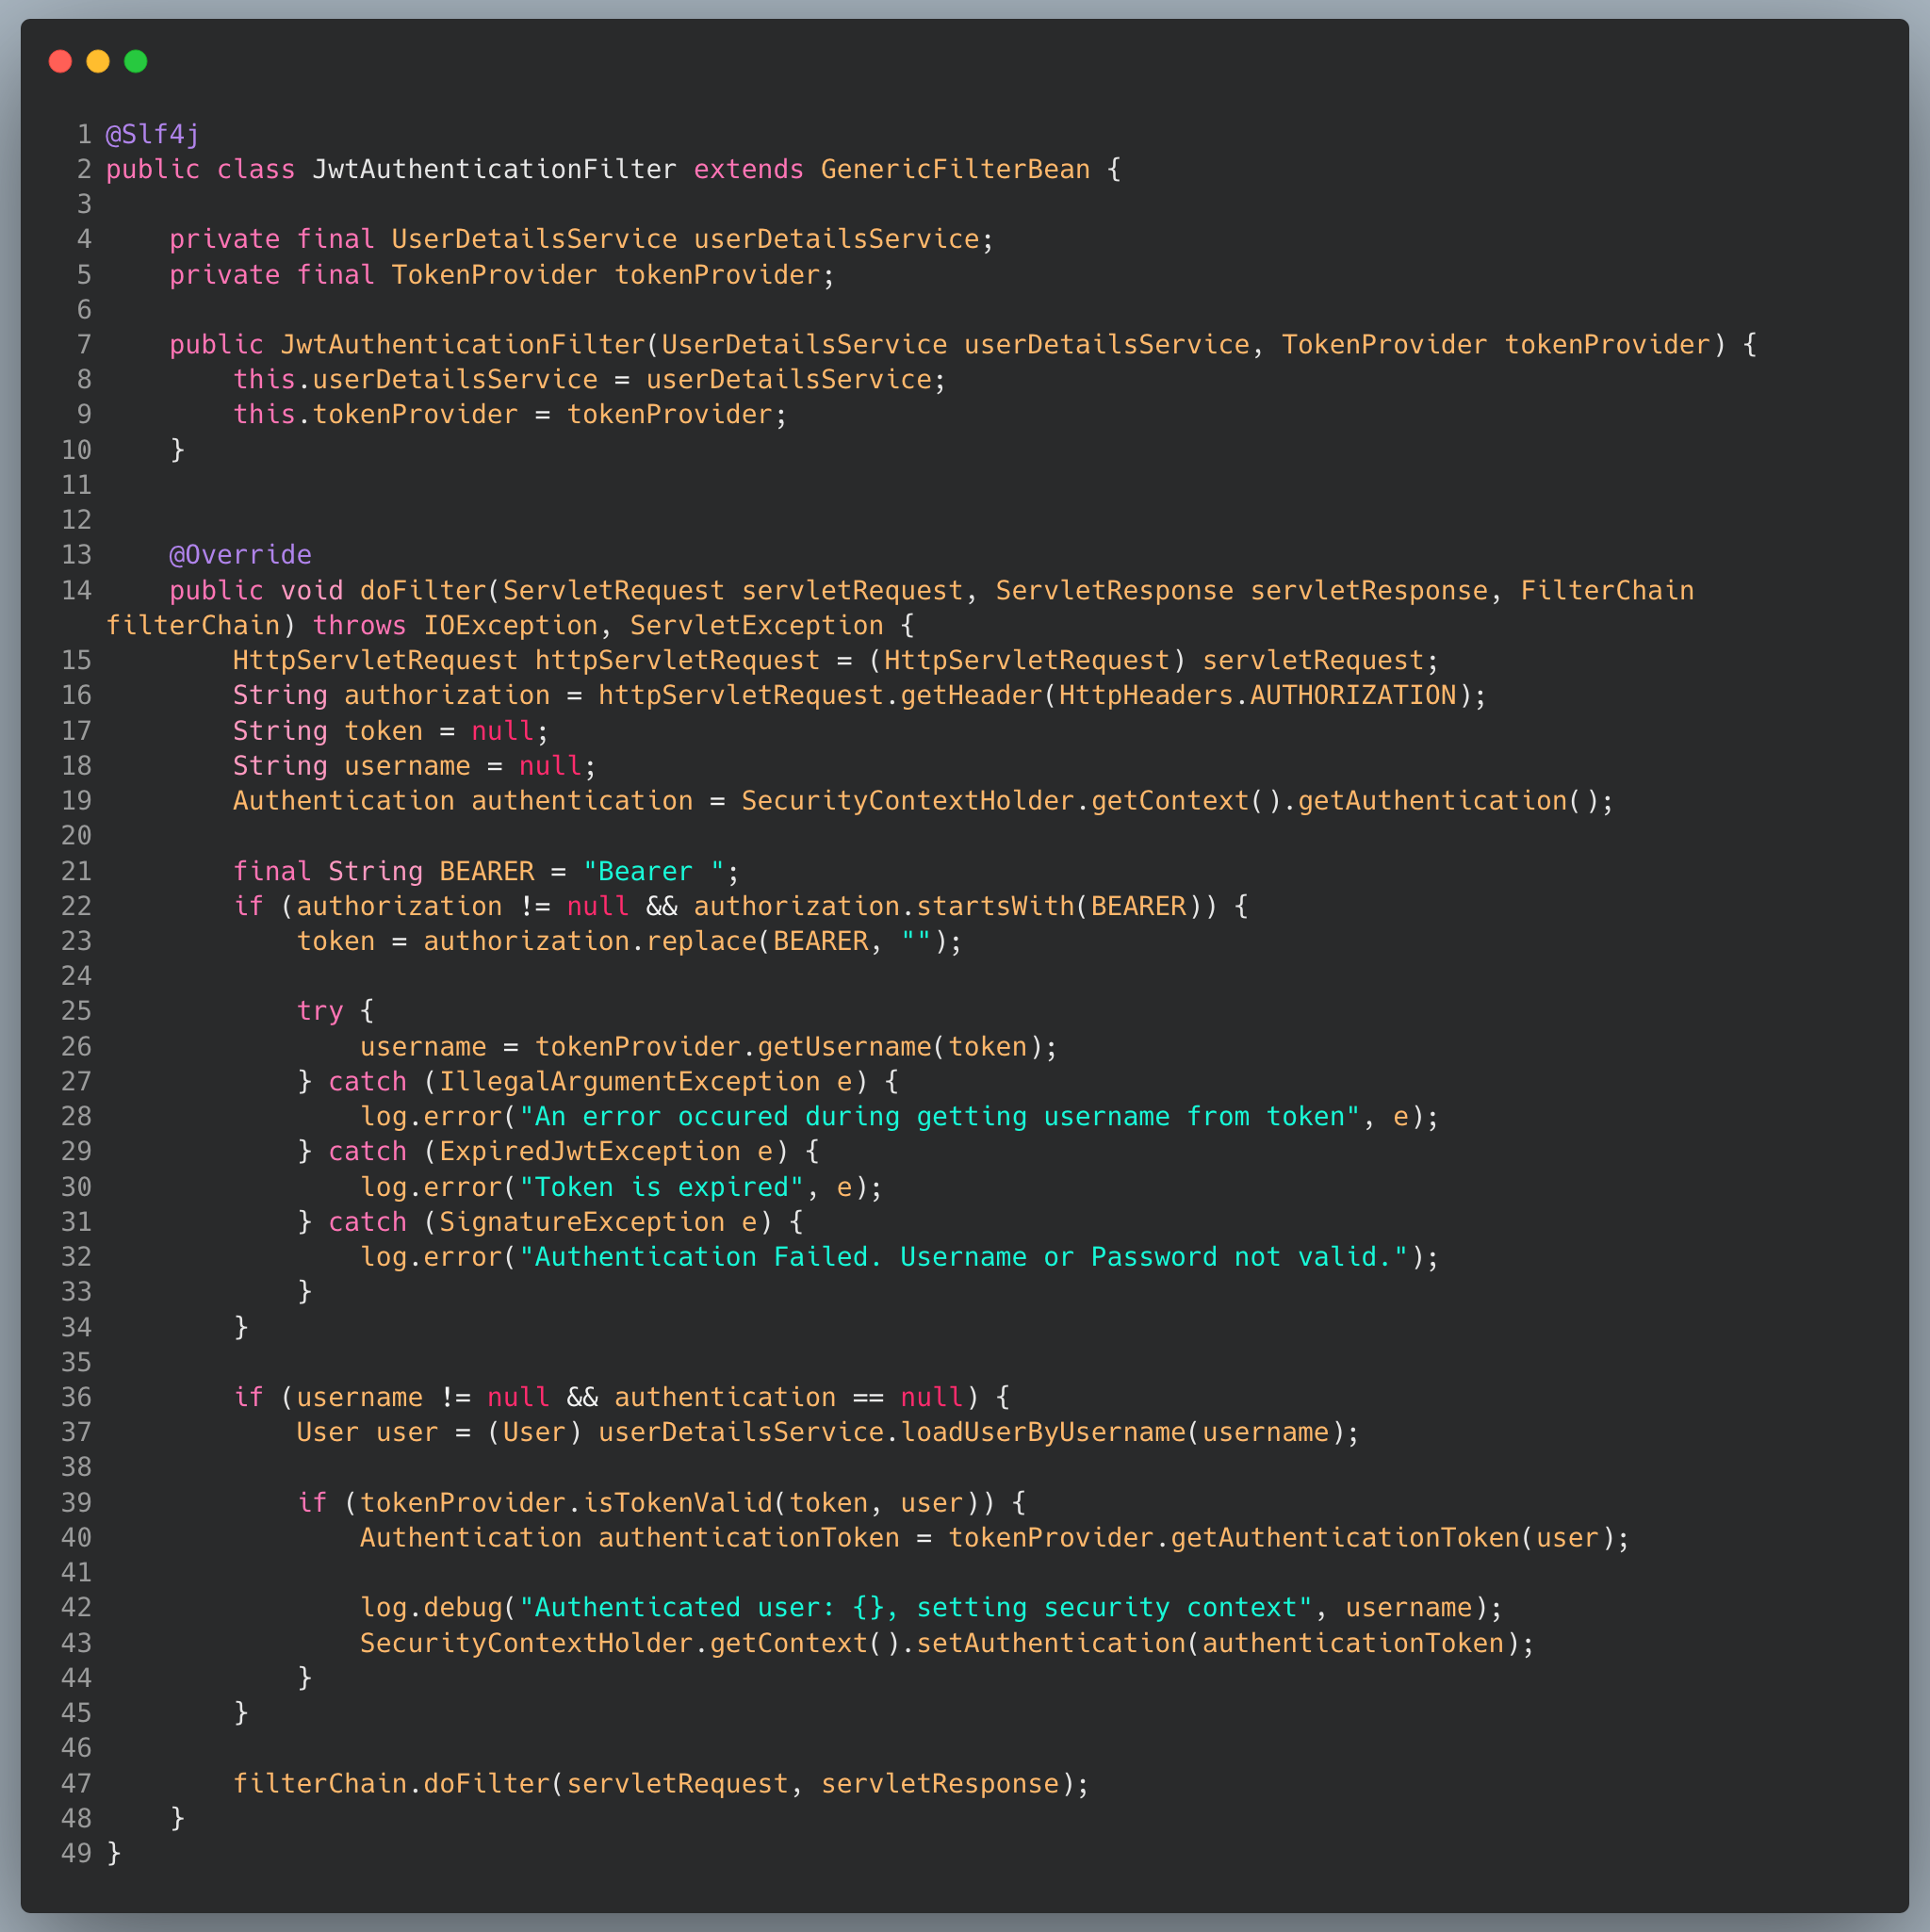 1 @Slf4j
2 public class JwtAuthenticationFilter extends GenericFilterBean {
3
4     private final UserDetailsService userDetailsService;
5     private final TokenProvider tokenProvider;
6
7     public JwtAuthenticationFilter(UserDetailsService userDetailsService, TokenProvider tokenProvider) {
8         this.userDetailsService = userDetailsService;
9         this.tokenProvider = tokenProvider;
10     }
11
12
13     @Override
14     public void doFilter(ServletRequest servletRequest, ServletResponse servletResponse, FilterChain
filterChain) throws IOException, ServletException {
15         HttpServletRequest httpServletRequest = (HttpServletRequest) servletRequest;
16         String authorization = httpServletRequest.getHeader(HttpHeaders.AUTHORIZATION);
17         String token = null;
18         String username = null;
19         Authentication authentication = SecurityContextHolder.getContext().getAuthentication();
20
21         final String BEARER = "Bearer ";
22         if (authorization != null && authorization.startsWith(BEARER)) {
23             token = authorization.replace(BEARER, "");
24
25             try {
26                 username = tokenProvider.getUsername(token);
27             } catch (IllegalArgumentException e) {
28                 log.error("An error occured during getting username from token", e);
29             } catch (ExpiredJwtException e) {
30                 log.error("Token is expired", e);
31             } catch (SignatureException e) {
32                 log.error("Authentication Failed. Username or Password not valid.");
33             }
34         }
35
36         if (username != null && authentication == null) {
37             User user = (User) userDetailsService.loadUserByUsername(username);
38
39             if (tokenProvider.isTokenValid(token, user)) {
40                 Authentication authenticationToken = tokenProvider.getAuthenticationToken(user);
41
42                 log.debug("Authenticated user: {}, setting security context", username);
43                 SecurityContextHolder.getContext().setAuthentication(authenticationToken);
44             }
45         }
46
47         filterChain.doFilter(servletRequest, servletResponse);
48     }
49 }